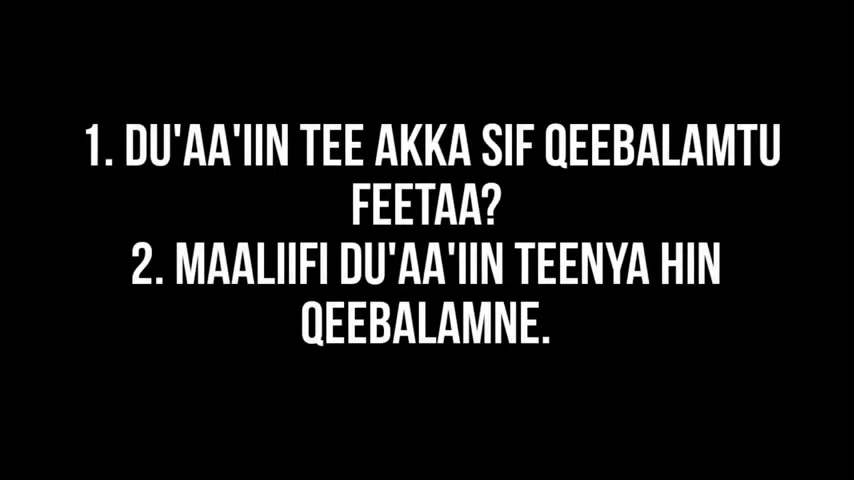 1. DU'AA'IIN TEE AKKA SIF QEEBALAMTU
FEETAA?
2. MAALIIFI DU'AA'IIN TEENYA HIN
QEEBALAMNE.